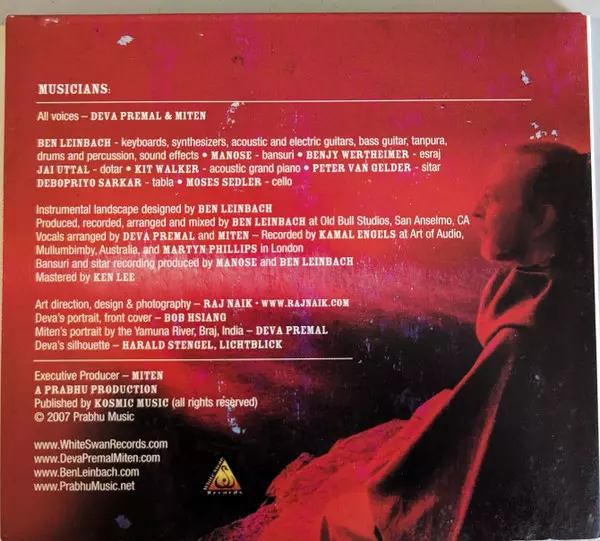 MUSICIANS:
All voices – DEVA PREMAL & MITEN
BEN LEINBACH - keyboards, synthesizers, acoustic and electric guitars, bass guitar, tanpura,
drums and percussion, sound effects • MANOSE - bansuri • BENJY WERTHEIMER - esraj
JAI UTTAL - dotar • KIT WALKER - acoustic grand piano • PETER VAN GELDER - sitar
DEBOPRIYO SARKAR - tabla • MOSES SEDLER - cello
Instrumental landscape designed by BEN LEINBACH
Produced, recorded, arranged and mixed by BEN LEINBACH at Old Bull Studios, San Anselmo, CA
Vocals arranged by DEVA PREMAL and MITEN - Recorded by KAMAL ENGELS at Art of Audio,
Mullumbimby, Australia, and MARTYN PHILLIPS in London
Bansuri and sitar recording produced by MANOSE and BEN LEINBACH
Mastered by KEN LEE
Art direction, design & photography – RAJ NAIK • WWW.RAJNAIK.COM
Deva's portrait, front cover – BOB HSIANG
Miten's portrait by the Yamuna River, Braj, India – DEVA PREMAL
Deva's silhouette – HARALD STENGEL, LICHTBLICK
Executive Producer – MITEN
A PRABHU PRODUCTION
Published by KOSMIC MUSIC (all rights reserved)
© 2007 Prabhu Music
www.WhiteSwanRecords.com
www.DevaPremalMiten.com
www.BenLeinbach.com
www.PrabhuMusic.net
White Swan
Records